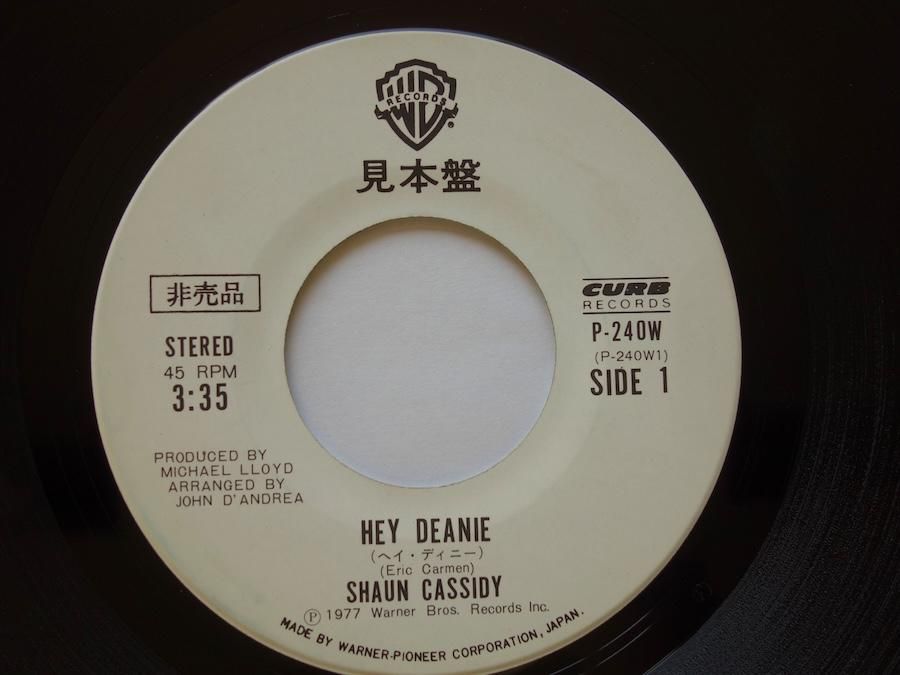 WB
RECORDS
®
見本盤
非売品
STEREO
45 RPM
3:35
CURB
RECORDS
P-240W
(P-240W1)
SIDE 1
PRODUCED BY
MICHAEL LLOYD
ARRANGED BY
JOHN D'ANDREA
HEY DEANIE
(ヘイ・ディニー)
(Eric Carmen)
SHAUN CASSIDY
Ⓟ 1977 Warner Bros. Records Inc.
MADE BY WARNER-PIONEER CORPORATION, JAPAN.